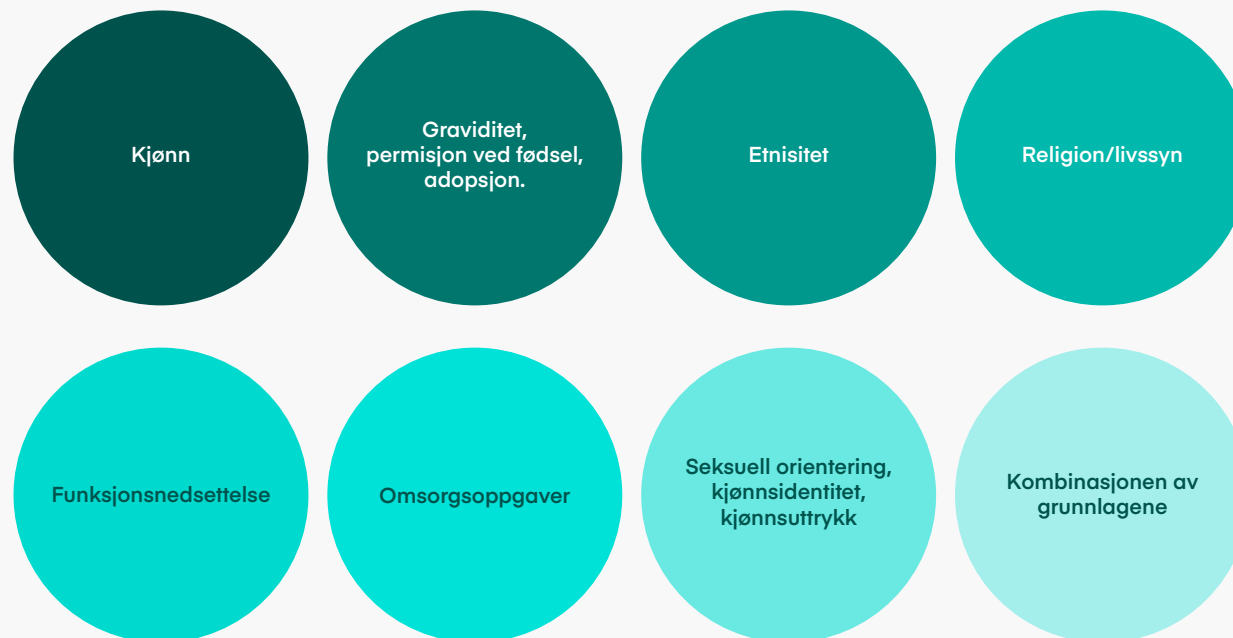 Kjønn
Graviditet,
permisjon ved fødsel,
adopsjon.
Etnisitet
Religion/livssyn
Funksjonsnedsettelse
Omsorgsoppgaver
Seksuell orientering,
kjønnsidentitet,
kjønnsuttrykk
Kombinasjonen av
grunnlagene